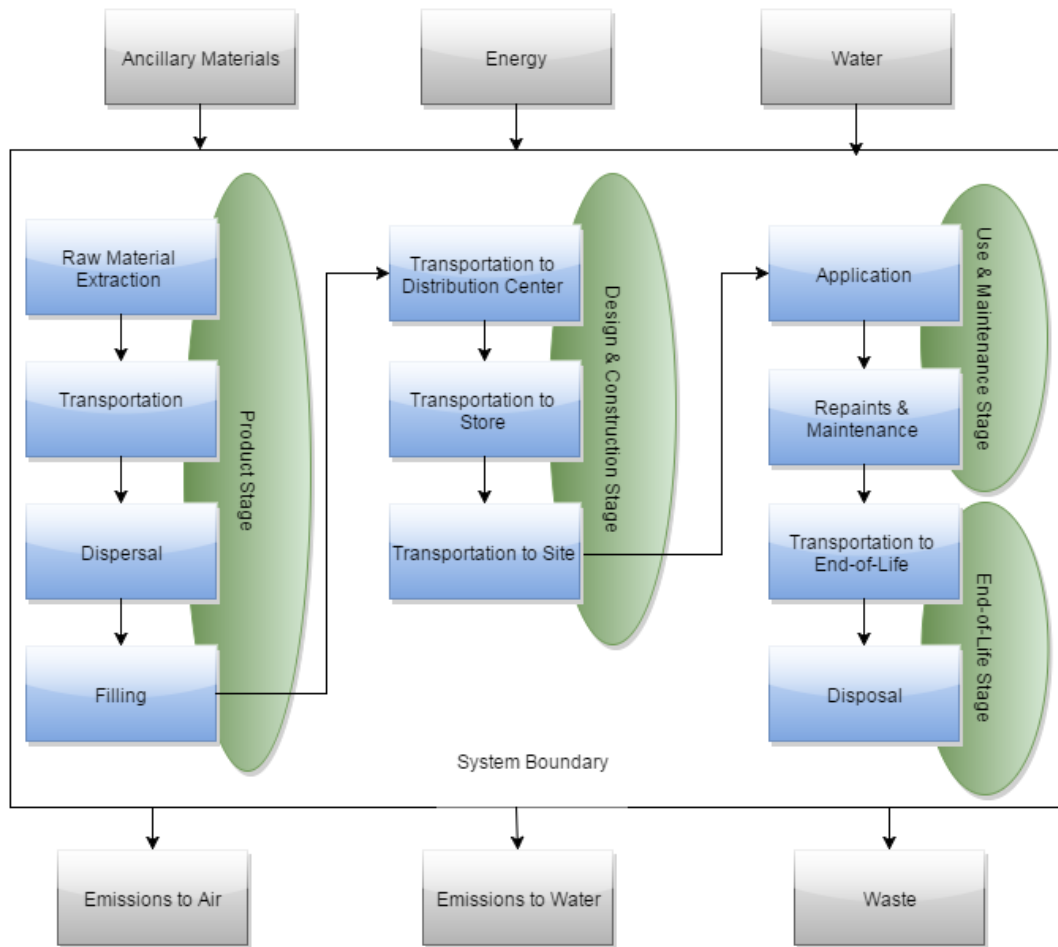 Ancillary Materials
Energy
Water
Raw Material
Extraction
Transportation
Dispersal
Filling
Product Stage
Transportation to
Distribution Center
Transportation to
Store
Transportation to Site
Design & Construction Stage
Application
Repaints &
Maintenance
Use & Maintenance Stage
Transportation to
End-of-Life
Disposal
End-of-Life Stage
System Boundary
Emissions to Air
Emissions to Water
Waste